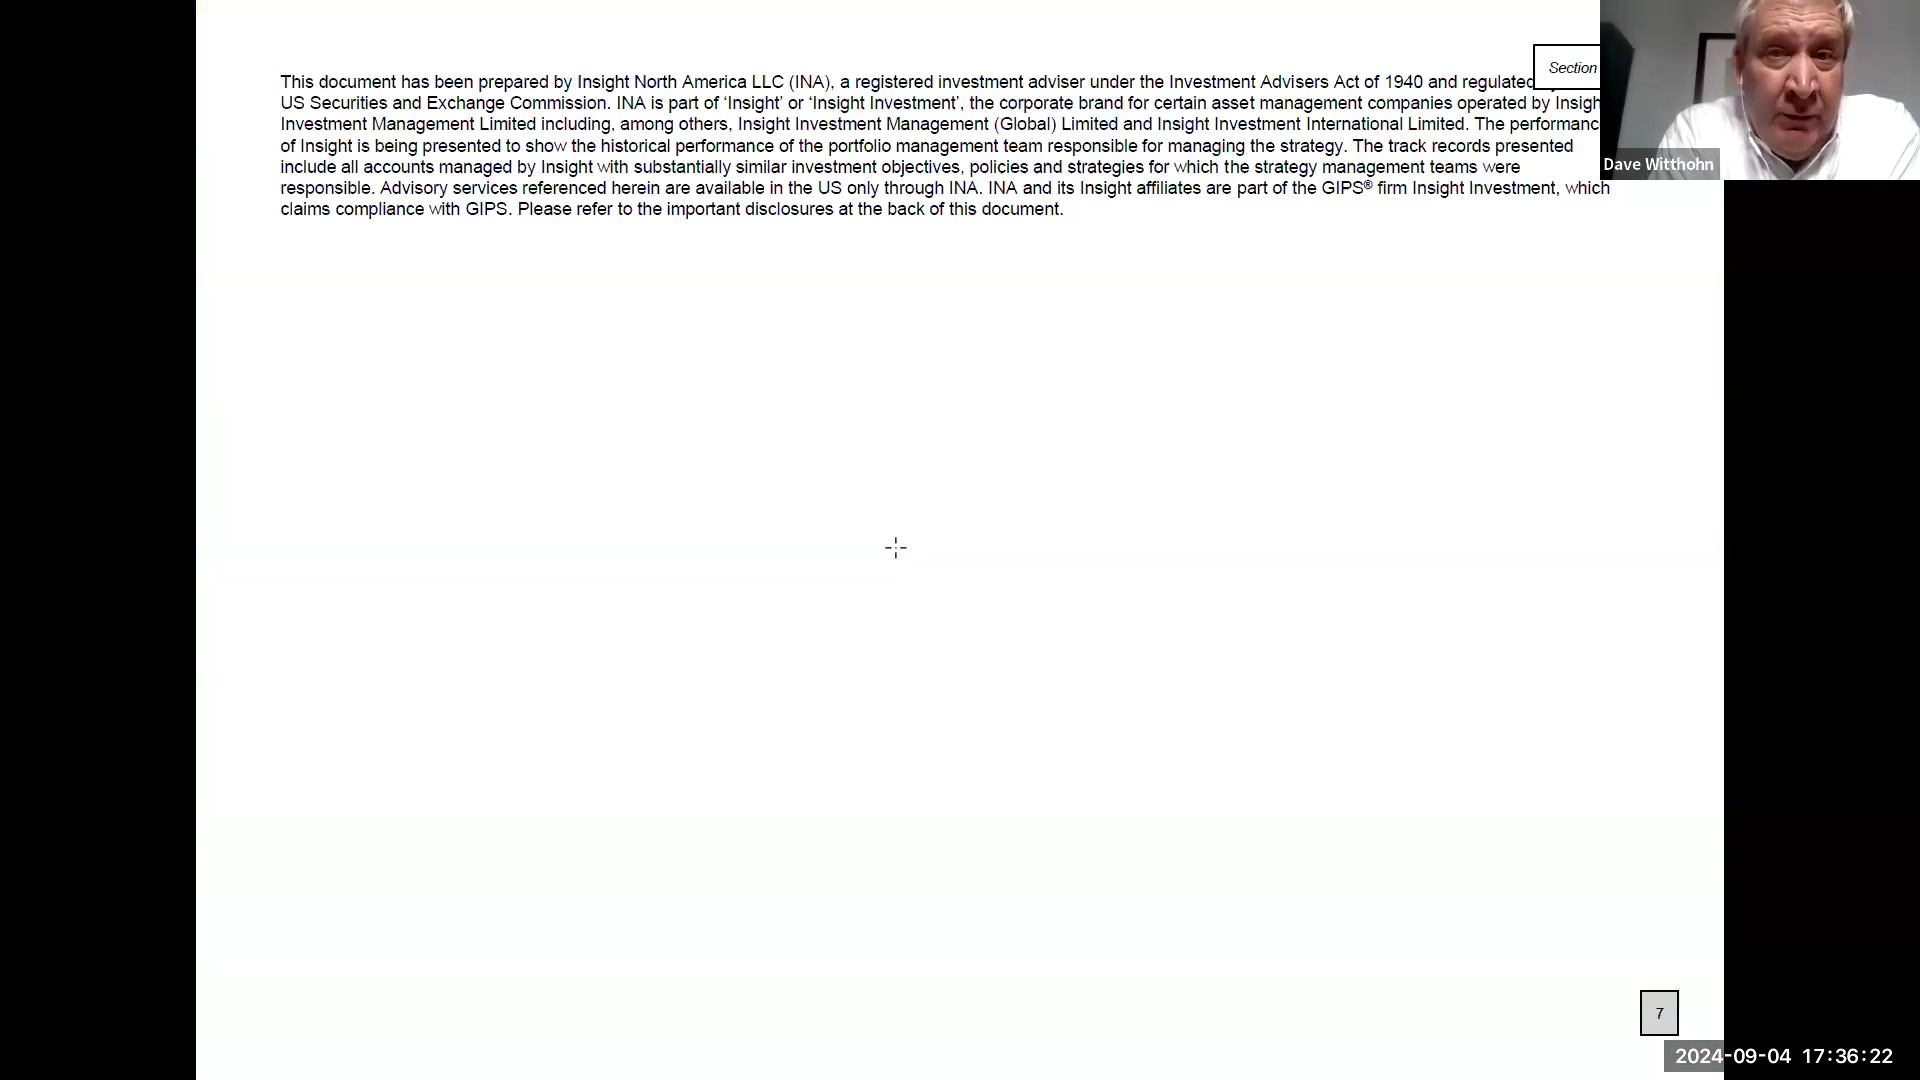 Section
This document has been prepared by Insight North America LLC (INA), a registered investment adviser under the Investment Advisers Act of 1940 and regulated
US Securities and Exchange Commission. INA is part of ‘Insight’ or ‘Insight Investment’, the corporate brand for certain asset management companies operated by Insigh
Investment Management Limited including, among others, Insight Investment Management (Global) Limited and Insight Investment International Limited. The performanc
of Insight is being presented to show the historical performance of the portfolio management team responsible for managing the strategy. The track records presented
include all accounts managed by Insight with substantially similar investment objectives, policies and strategies for which the strategy management teams were
responsible. Advisory services referenced herein are available in the US only through INA. INA and its Insight affiliates are part of the GIPS® firm Insight Investment, which
claims compliance with GIPS. Please refer to the important disclosures at the back of this document.
Dave Witthohn
7
2024-09-04 17:36:22